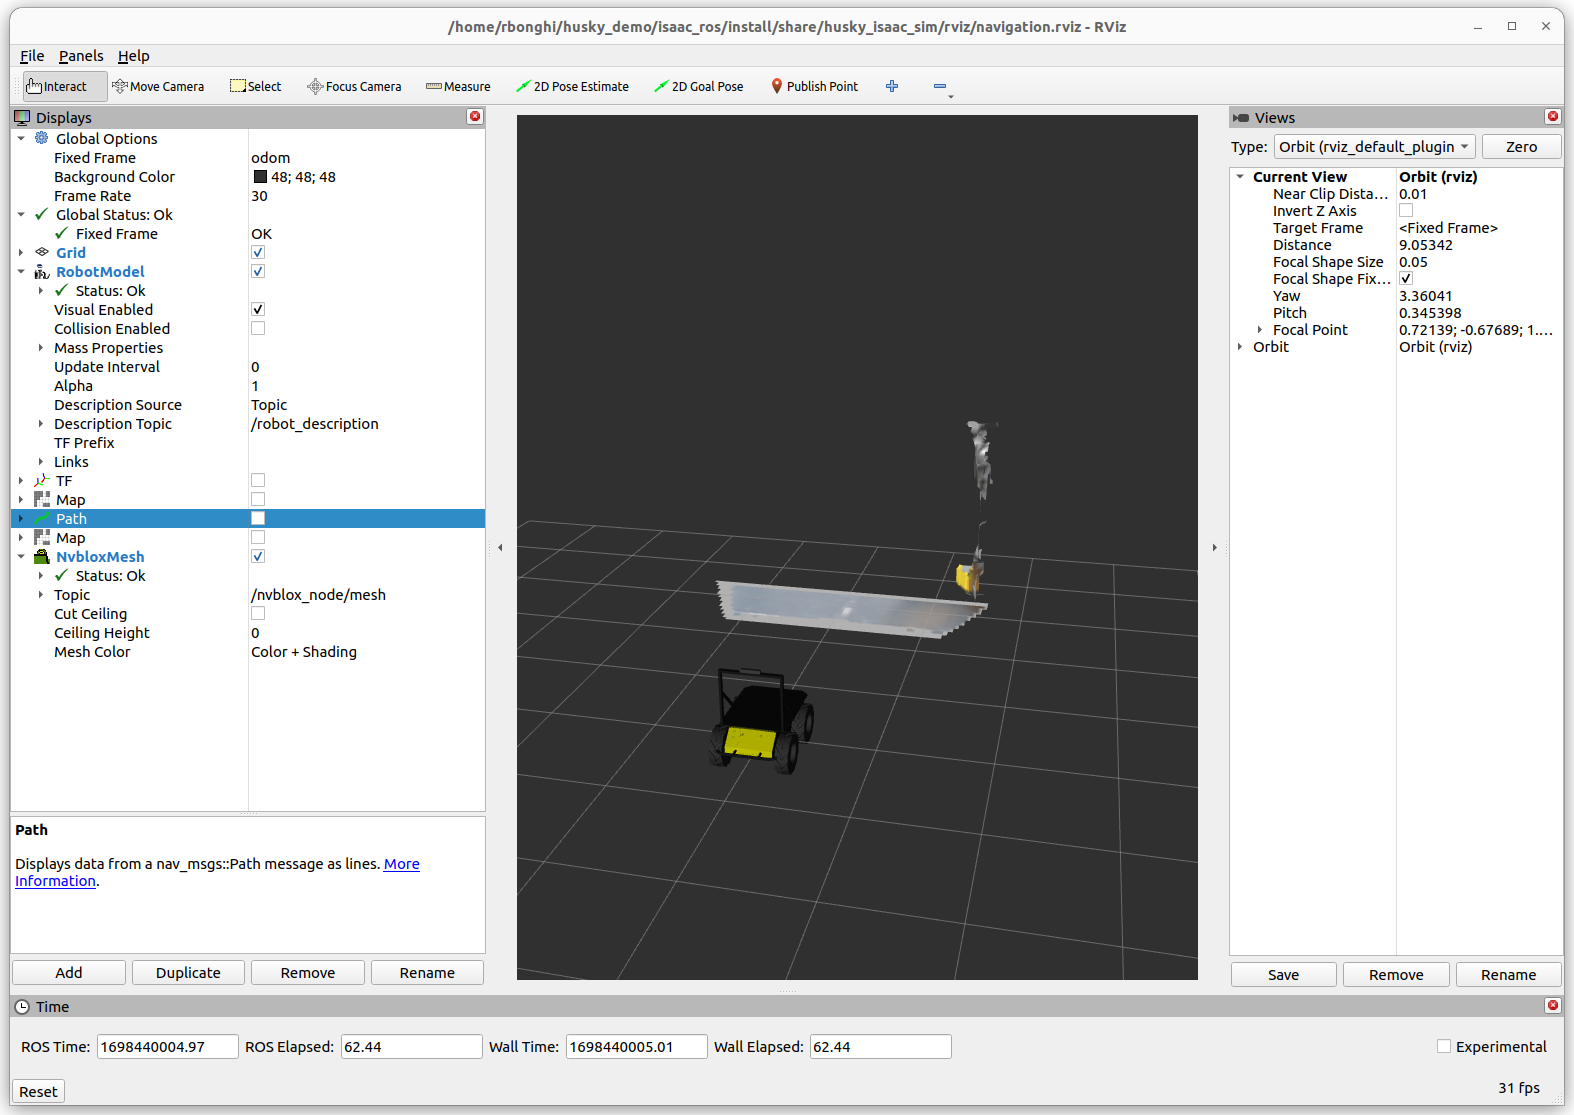 /home/rbonghi/husky_demo/isaac_ros/install/share/husky_isaac_sim/rviz/navigation.rviz - RViz
File Panels Help
Interact Move Camera Select Focus Camera Measure 2D Pose Estimate 2D Goal Pose Publish Point
Displays
Global Options
Fixed Frame odom
Background Color 48; 48; 48
Frame Rate 30
Global Status: Ok
Fixed Frame OK
Grid
RobotModel
Status: Ok
Visual Enabled
Collision Enabled
Mass Properties
Update Interval 0
Alpha 1
Description Source Topic
Description Topic /robot_description
TF Prefix
Links
TF
Map
Path
Map
NvbloxMesh
Status: Ok
Topic /nvblox_node/mesh
Cut Ceiling
Ceiling Height 0
Mesh Color Color + Shading
Path
Displays data from a nav_msgs::Path message as lines. More
Information.
Add Duplicate Remove Rename
Views
Type: Orbit (rviz_default_plugin Zero
Current View Orbit (rviz)
Near Clip Dista... 0.01
Invert Z Axis
Target Frame <Fixed Frame>
Distance 9.05342
Focal Shape Size 0.05
Focal Shape Fix...
Yaw 3.36041
Pitch 0.345398
Focal Point 0.72139; -0.67689; 1....
Orbit Orbit (rviz)
Save Remove Rename
Time
ROS Time: 1698440004.97 ROS Elapsed: 62.44 Wall Time: 1698440005.01 Wall Elapsed: 62.44 Experimental
Reset 31 fps